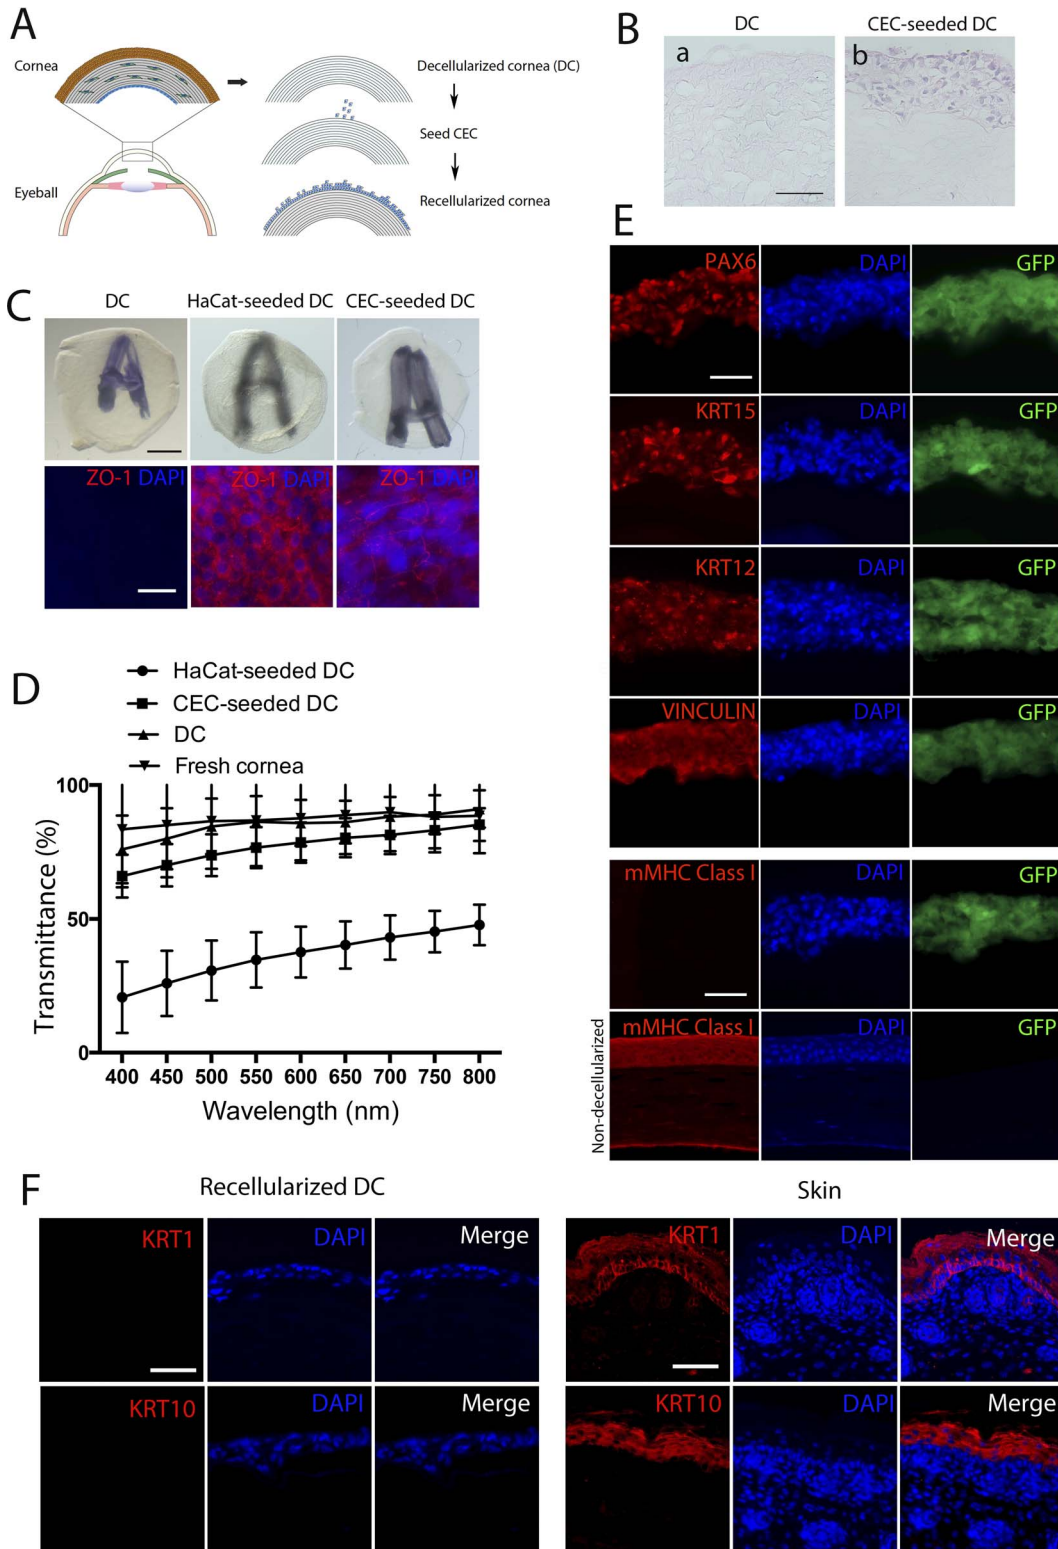 A
Cornea
Decellularized cornea (DC)
Seed CEC
Eyeball
Recellularized cornea
B
DC
CEC-seeded DC
a
b
C
DC
HaCat-seeded DC
CEC-seeded DC
A
A
A
ZO-1 DAPI
ZO-1 DAPI
ZO-1 DAPI
D
HaCat-seeded DC
CEC-seeded DC
DC
Fresh cornea
Transmittance (%)
100
50
0
400 450 500 550 600 650 700 750 800
Wavelength (nm)
E
PAX6
DAPI
GFP
KRT15
DAPI
GFP
KRT12
DAPI
GFP
VINCULIN
DAPI
GFP
mMHC Class I
DAPI
GFP
Non-decellularized
mMHC Class I
DAPI
GFP
F
Recellularized DC
Skin
KRT1
DAPI
Merge
KRT1
DAPI
Merge
KRT10
DAPI
Merge
KRT10
DAPI
Merge